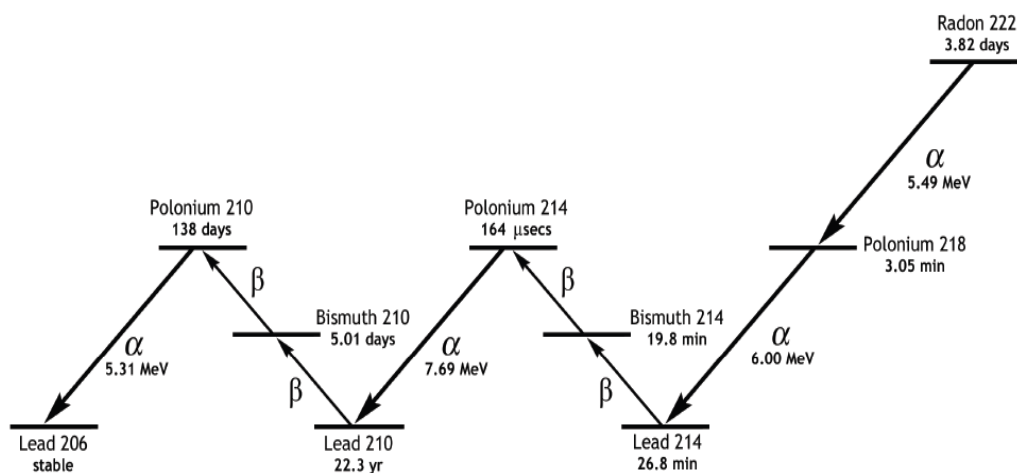 Radon 222
3.82 days
α
5.49 MeV
Polonium 210
138 days
Polonium 214
164 μsecs
Polonium 218
3.05 min
β
β
Bismuth 210
5.01 days
Bismuth 214
19.8 min
α
5.31 MeV
α
7.69 MeV
α
6.00 MeV
β
β
Lead 206
stable
Lead 210
22.3 yr
Lead 214
26.8 min